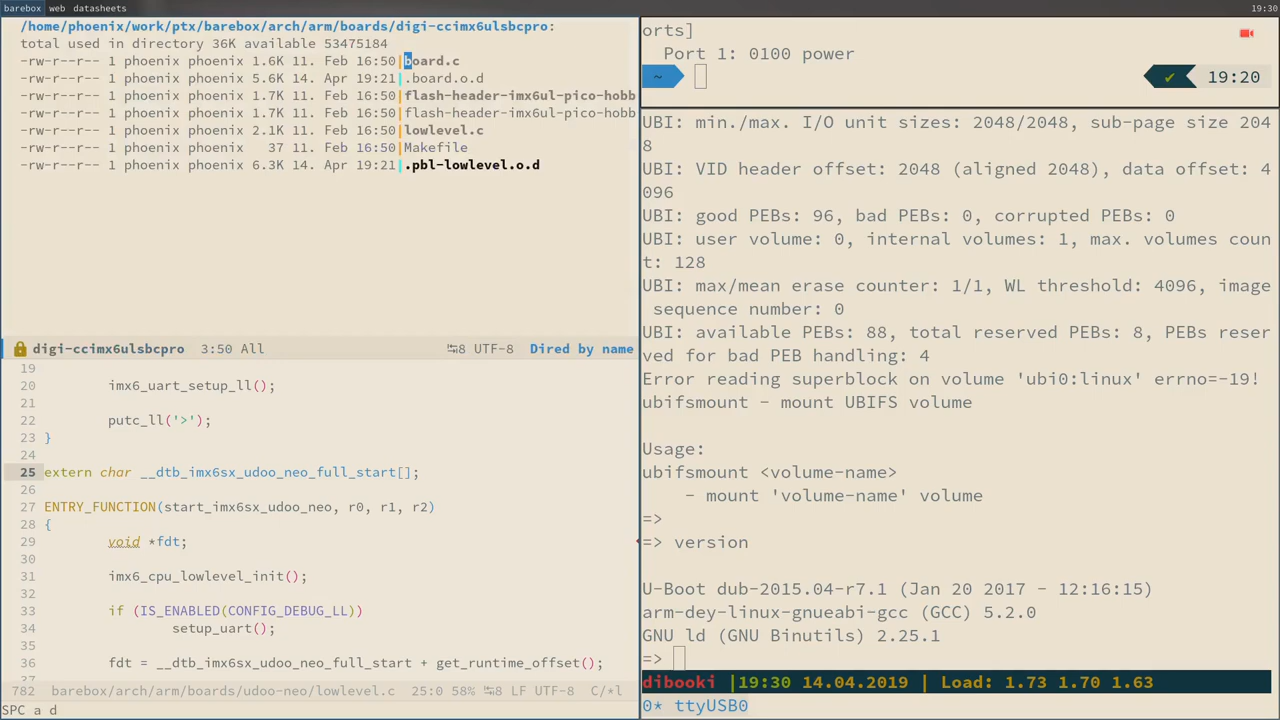 barebox web datasheets 19:30
/home/phoenix/work/ptx/barebox/arch/arm/boards/digi-ccimx6ulsbcpro:
total used in directory 36K available 53475184
-rw-r--r-- 1 phoenix phoenix 1.6K 11. Feb 16:50|board.c
-rw-r--r-- 1 phoenix phoenix 5.6K 14. Apr 19:21|.board.o.d
-rw-r--r-- 1 phoenix phoenix 1.7K 11. Feb 16:50|flash-header-imx6ul-pico-hobb
-rw-r--r-- 1 phoenix phoenix 1.7K 11. Feb 16:50|flash-header-imx6ul-pico-hobb
-rw-r--r-- 1 phoenix phoenix 2.1K 11. Feb 16:50|lowlevel.c
-rw-r--r-- 1 phoenix phoenix 37 11. Feb 16:50|Makefile
-rw-r--r-- 1 phoenix phoenix 6.3K 14. Apr 19:21|.pbl-lowlevel.o.d
digi-ccimx6ulsbcpro 3:50 All ↹8 UTF-8 Dired by name
19
20 imx6_uart_setup_ll();
21
22 putc_ll('>');
23 }
24
25 extern char __dtb_imx6sx_udoo_neo_full_start[];
26
27 ENTRY_FUNCTION(start_imx6sx_udoo_neo, r0, r1, r2)
28 {
29 void *fdt;
30
31 imx6_cpu_lowlevel_init();
32
33 if (IS_ENABLED(CONFIG_DEBUG_LL))
34 setup_uart();
35
36 fdt = __dtb_imx6sx_udoo_neo_full_start + get_runtime_offset();
37
782 barebox/arch/arm/boards/udoo-neo/lowlevel.c 25:0 58% ↹8 LF UTF-8 C/*l
SPC a d
orts]
Port 1: 0100 power
~ ✔ 19:20
UBI: min./max. I/O unit sizes: 2048/2048, sub-page size 204
8
UBI: VID header offset: 2048 (aligned 2048), data offset: 4
096
UBI: good PEBs: 96, bad PEBs: 0, corrupted PEBs: 0
UBI: user volume: 0, internal volumes: 1, max. volumes coun
t: 128
UBI: max/mean erase counter: 1/1, WL threshold: 4096, image
sequence number: 0
UBI: available PEBs: 88, total reserved PEBs: 8, PEBs reser
ved for bad PEB handling: 4
Error reading superblock on volume 'ubi0:linux' errno=-19!
ubifsmount - mount UBIFS volume
Usage:
ubifsmount <volume-name>
- mount 'volume-name' volume
=>
=> version
U-Boot dub-2015.04-r7.1 (Jan 20 2017 - 12:16:15)
arm-dey-linux-gnueabi-gcc (GCC) 5.2.0
GNU ld (GNU Binutils) 2.25.1
=>
dibooki |19:30 14.04.2019 | Load: 1.73 1.70 1.63
0* ttyUSB0